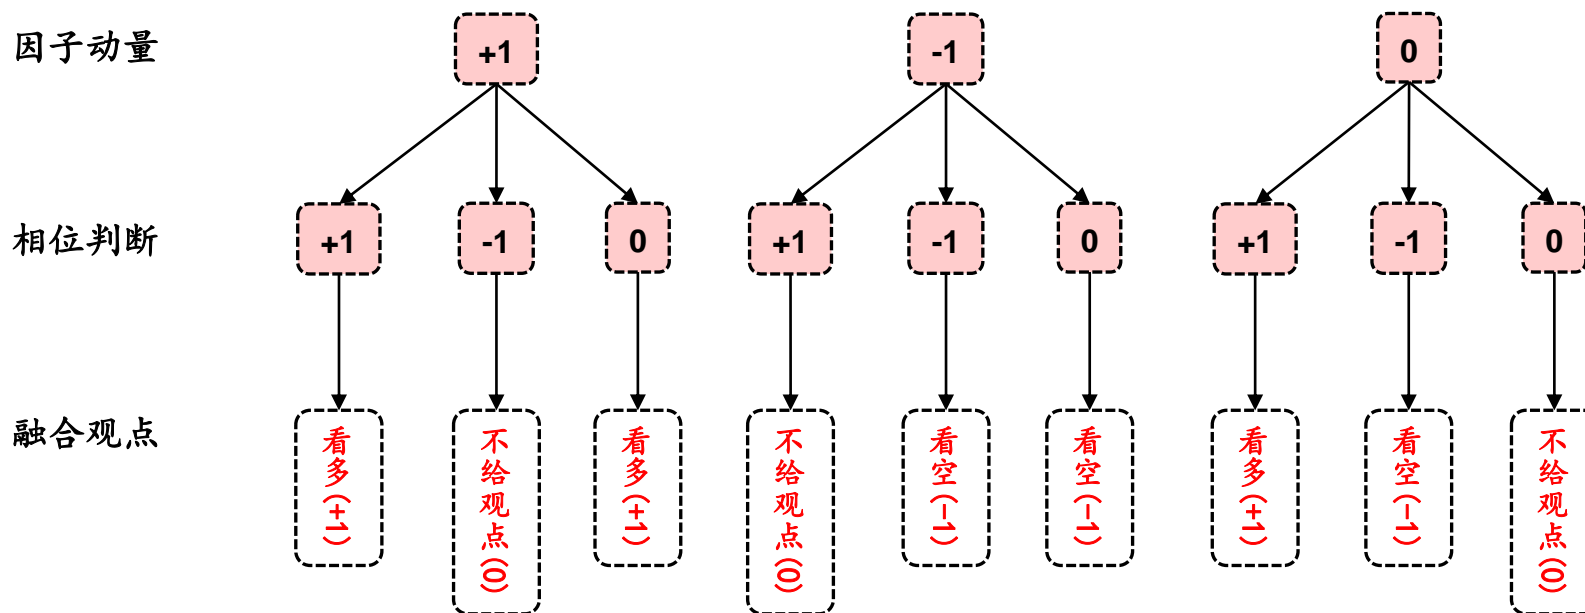 因子动量 +1 -1 0
相位判断 +1 -1 0 +1 -1 0 +1 -1 0
融合观点
看多(+1)
不给观点(0)
看多(+1)
不给观点(0)
看空(-1)
看空(-1)
看多(+1)
看空(-1)
不给观点(0)